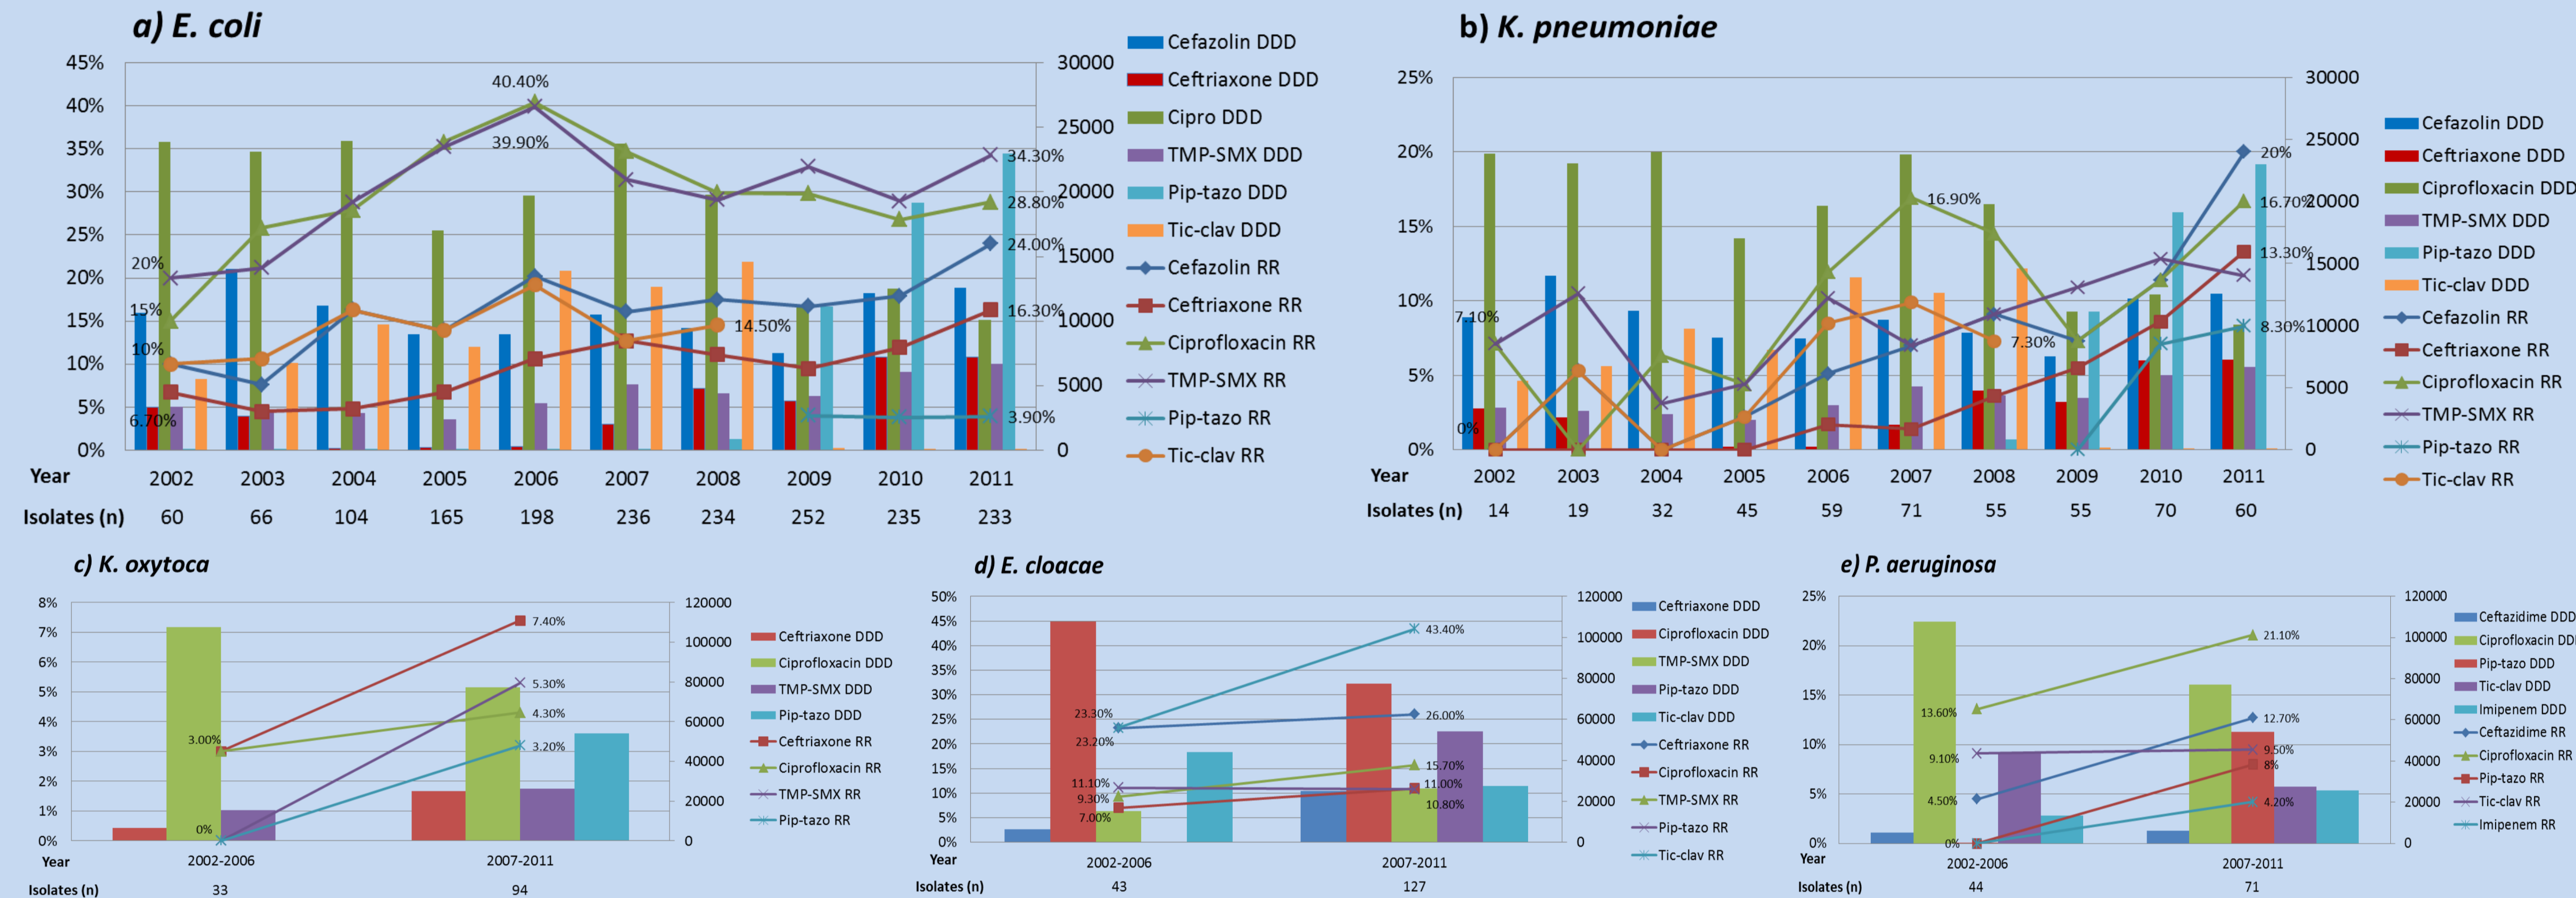 a) E. coli
45%
40%
35%
30%
25%
20%
15%
10%
5%
0%
40.40%
39.90%
20%
15%
10%
6.70%
14.50%
34.30%
28.80%
24.00%
16.30%
3.90%
30000
25000
20000
15000
10000
5000
0
Cefazolin DDD
Ceftriaxone DDD
Cipro DDD
TMP-SMX DDD
Pip-tazo DDD
Tic-clav DDD
Cefazolin RR
Ceftriaxone RR
Ciprofloxacin RR
TMP-SMX RR
Pip-tazo RR
Tic-clav RR
Year 2002 2003 2004 2005 2006 2007 2008 2009 2010 2011
Isolates (n) 60 66 104 165 198 236 234 252 235 233
b) K. pneumoniae
25%
20%
15%
10%
5%
0%
7.10%
0%
16.90%
7.30%
20%
16.70%
13.30%
8.30%
30000
25000
20000
15000
10000
5000
0
Cefazolin DDD
Ceftriaxone DDD
Ciprofloxacin DDD
TMP-SMX DDD
Pip-tazo DDD
Tic-clav DDD
Cefazolin RR
Ceftriaxone RR
Ciprofloxacin RR
TMP-SMX RR
Pip-tazo RR
Tic-clav RR
Year 2002 2003 2004 2005 2006 2007 2008 2009 2010 2011
Isolates (n) 14 19 32 45 59 71 55 55 70 60
c) K. oxytoca
8%
7%
6%
5%
4%
3%
2%
1%
0%
3.00%
0%
7.40%
5.30%
4.30%
3.20%
120000
100000
80000
60000
40000
20000
0
Ceftriaxone DDD
Ciprofloxacin DDD
TMP-SMX DDD
Pip-tazo DDD
Ceftriaxone RR
Ciprofloxacin RR
TMP-SMX RR
Pip-tazo RR
Year 2002-2006 2007-2011
Isolates (n) 33 94
d) E. cloacae
50%
45%
40%
35%
30%
25%
20%
15%
10%
5%
0%
23.30%
23.20%
11.10%
9.30%
7.00%
43.40%
26.00%
15.70%
11.00%
10.80%
120000
100000
80000
60000
40000
20000
0
Ceftriaxone DDD
Ciprofloxacin DDD
TMP-SMX DDD
Pip-tazo DDD
Tic-clav DDD
Ceftriaxone RR
Ciprofloxacin RR
TMP-SMX RR
Pip-tazo RR
Tic-clav RR
Year 2002-2006 2007-2011
Isolates (n) 43 127
e) P. aeruginosa
25%
20%
15%
10%
5%
0%
13.60%
9.10%
4.50%
0%
21.10%
12.70%
9.50%
8%
4.20%
120000
100000
80000
60000
40000
20000
0
Ceftazidime DDD
Ciprofloxacin DDD
Pip-tazo DDD
Tic-clav DDD
Imipenem DDD
Ceftazidime RR
Ciprofloxacin RR
Pip-tazo RR
Tic-clav RR
Imipenem RR
Year 2002-2006 2007-2011
Isolates (n) 44 71